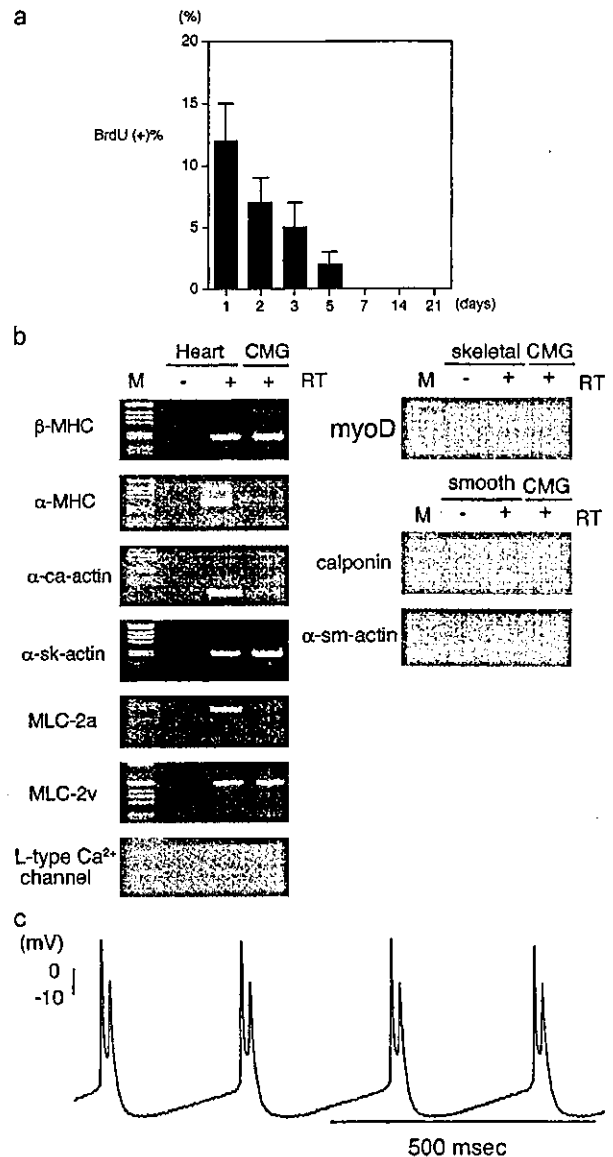 a
(%)
20
15
BrdU (+)%
10
5
0
1 2 3 5 7 14 21 (days)
b
Heart CMG
M - + + RT
β-MHC
α-MHC
α-ca-actin
α-sk-actin
MLC-2a
MLC-2v
L-type Ca²⁺
channel
skeletal CMG
M - + + RT
myoD
smooth CMG
M - + + RT
calponin
α-sm-actin
c
(mV)
0
-10
500 msec